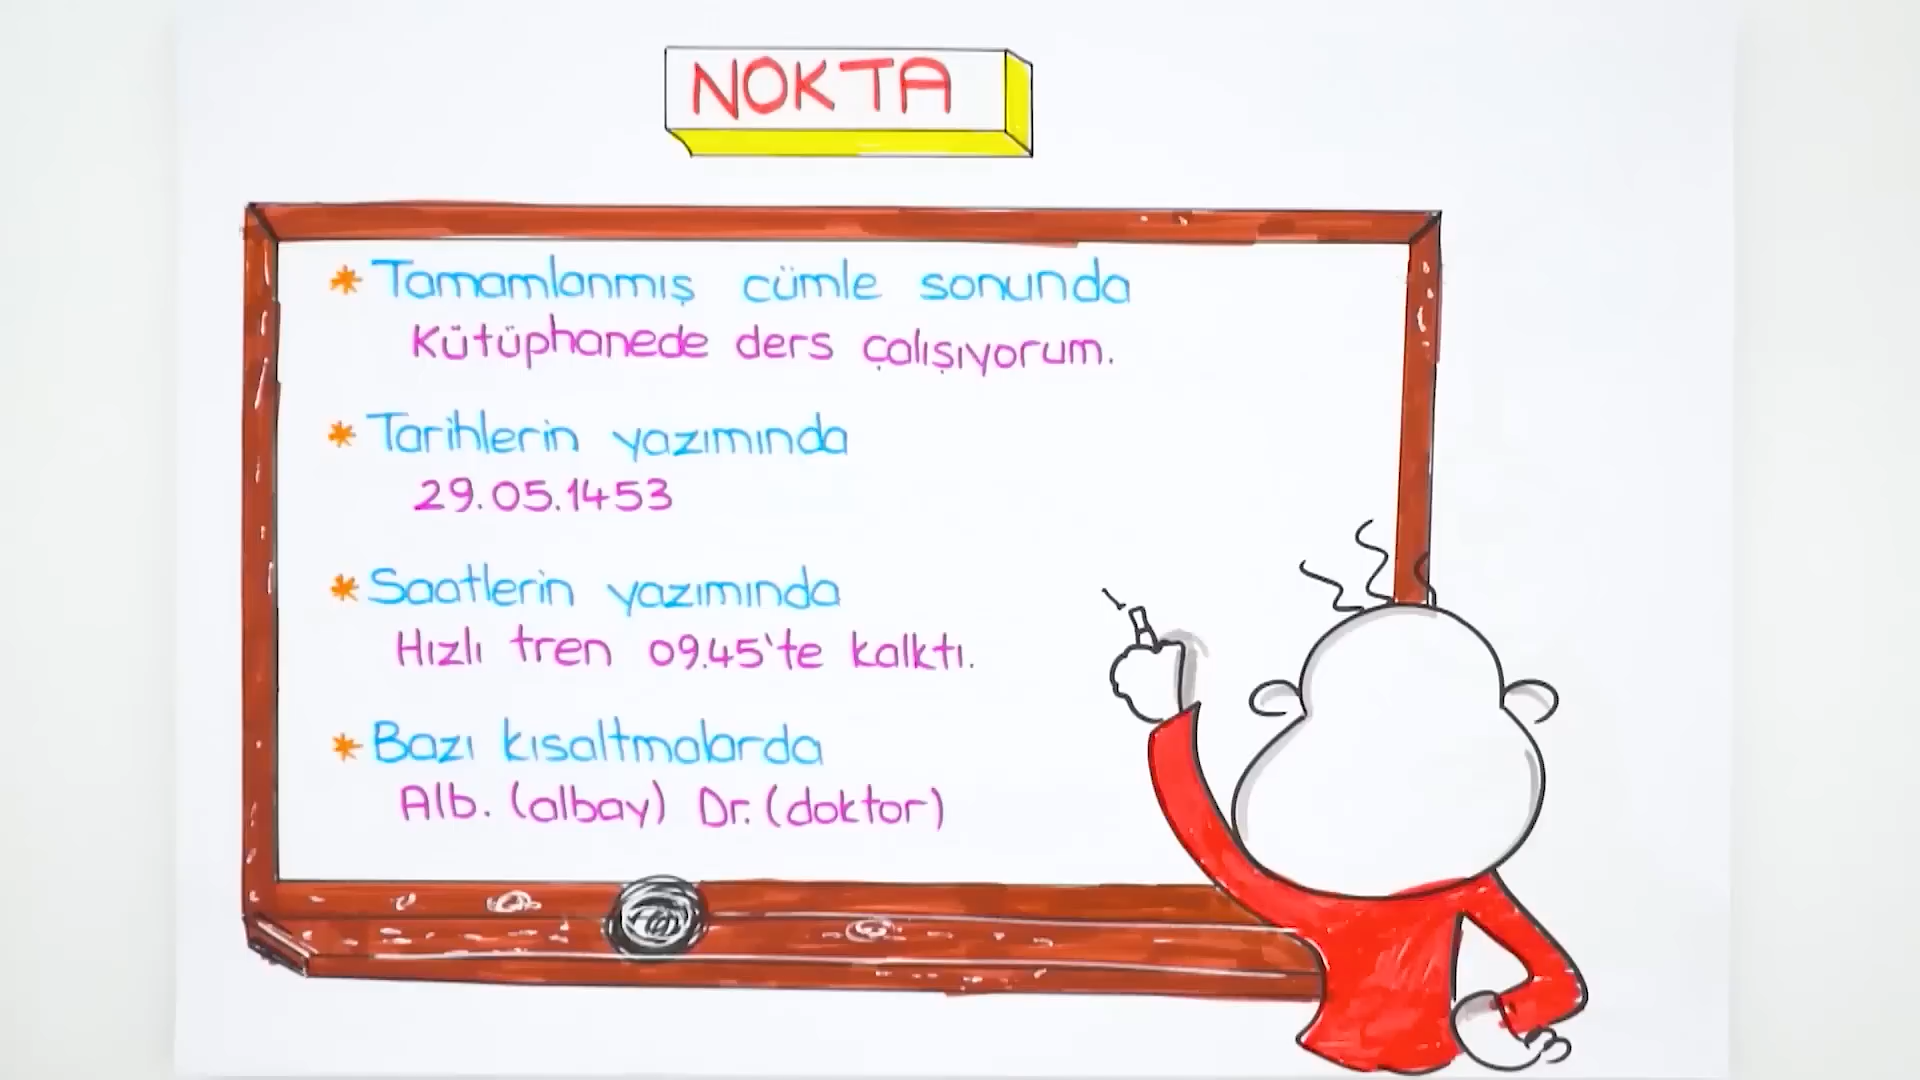 NOKTA
* Tamamlanmış cümle sonunda
Kütüphanede ders çalışıyorum.
* Tarihlerin yazımında
29.05.1453
* Saatlerin yazımında
Hızlı tren 09.45'te kalktı.
* Bazı kısaltmalarda
Alb. (albay) Dr. (doktor)